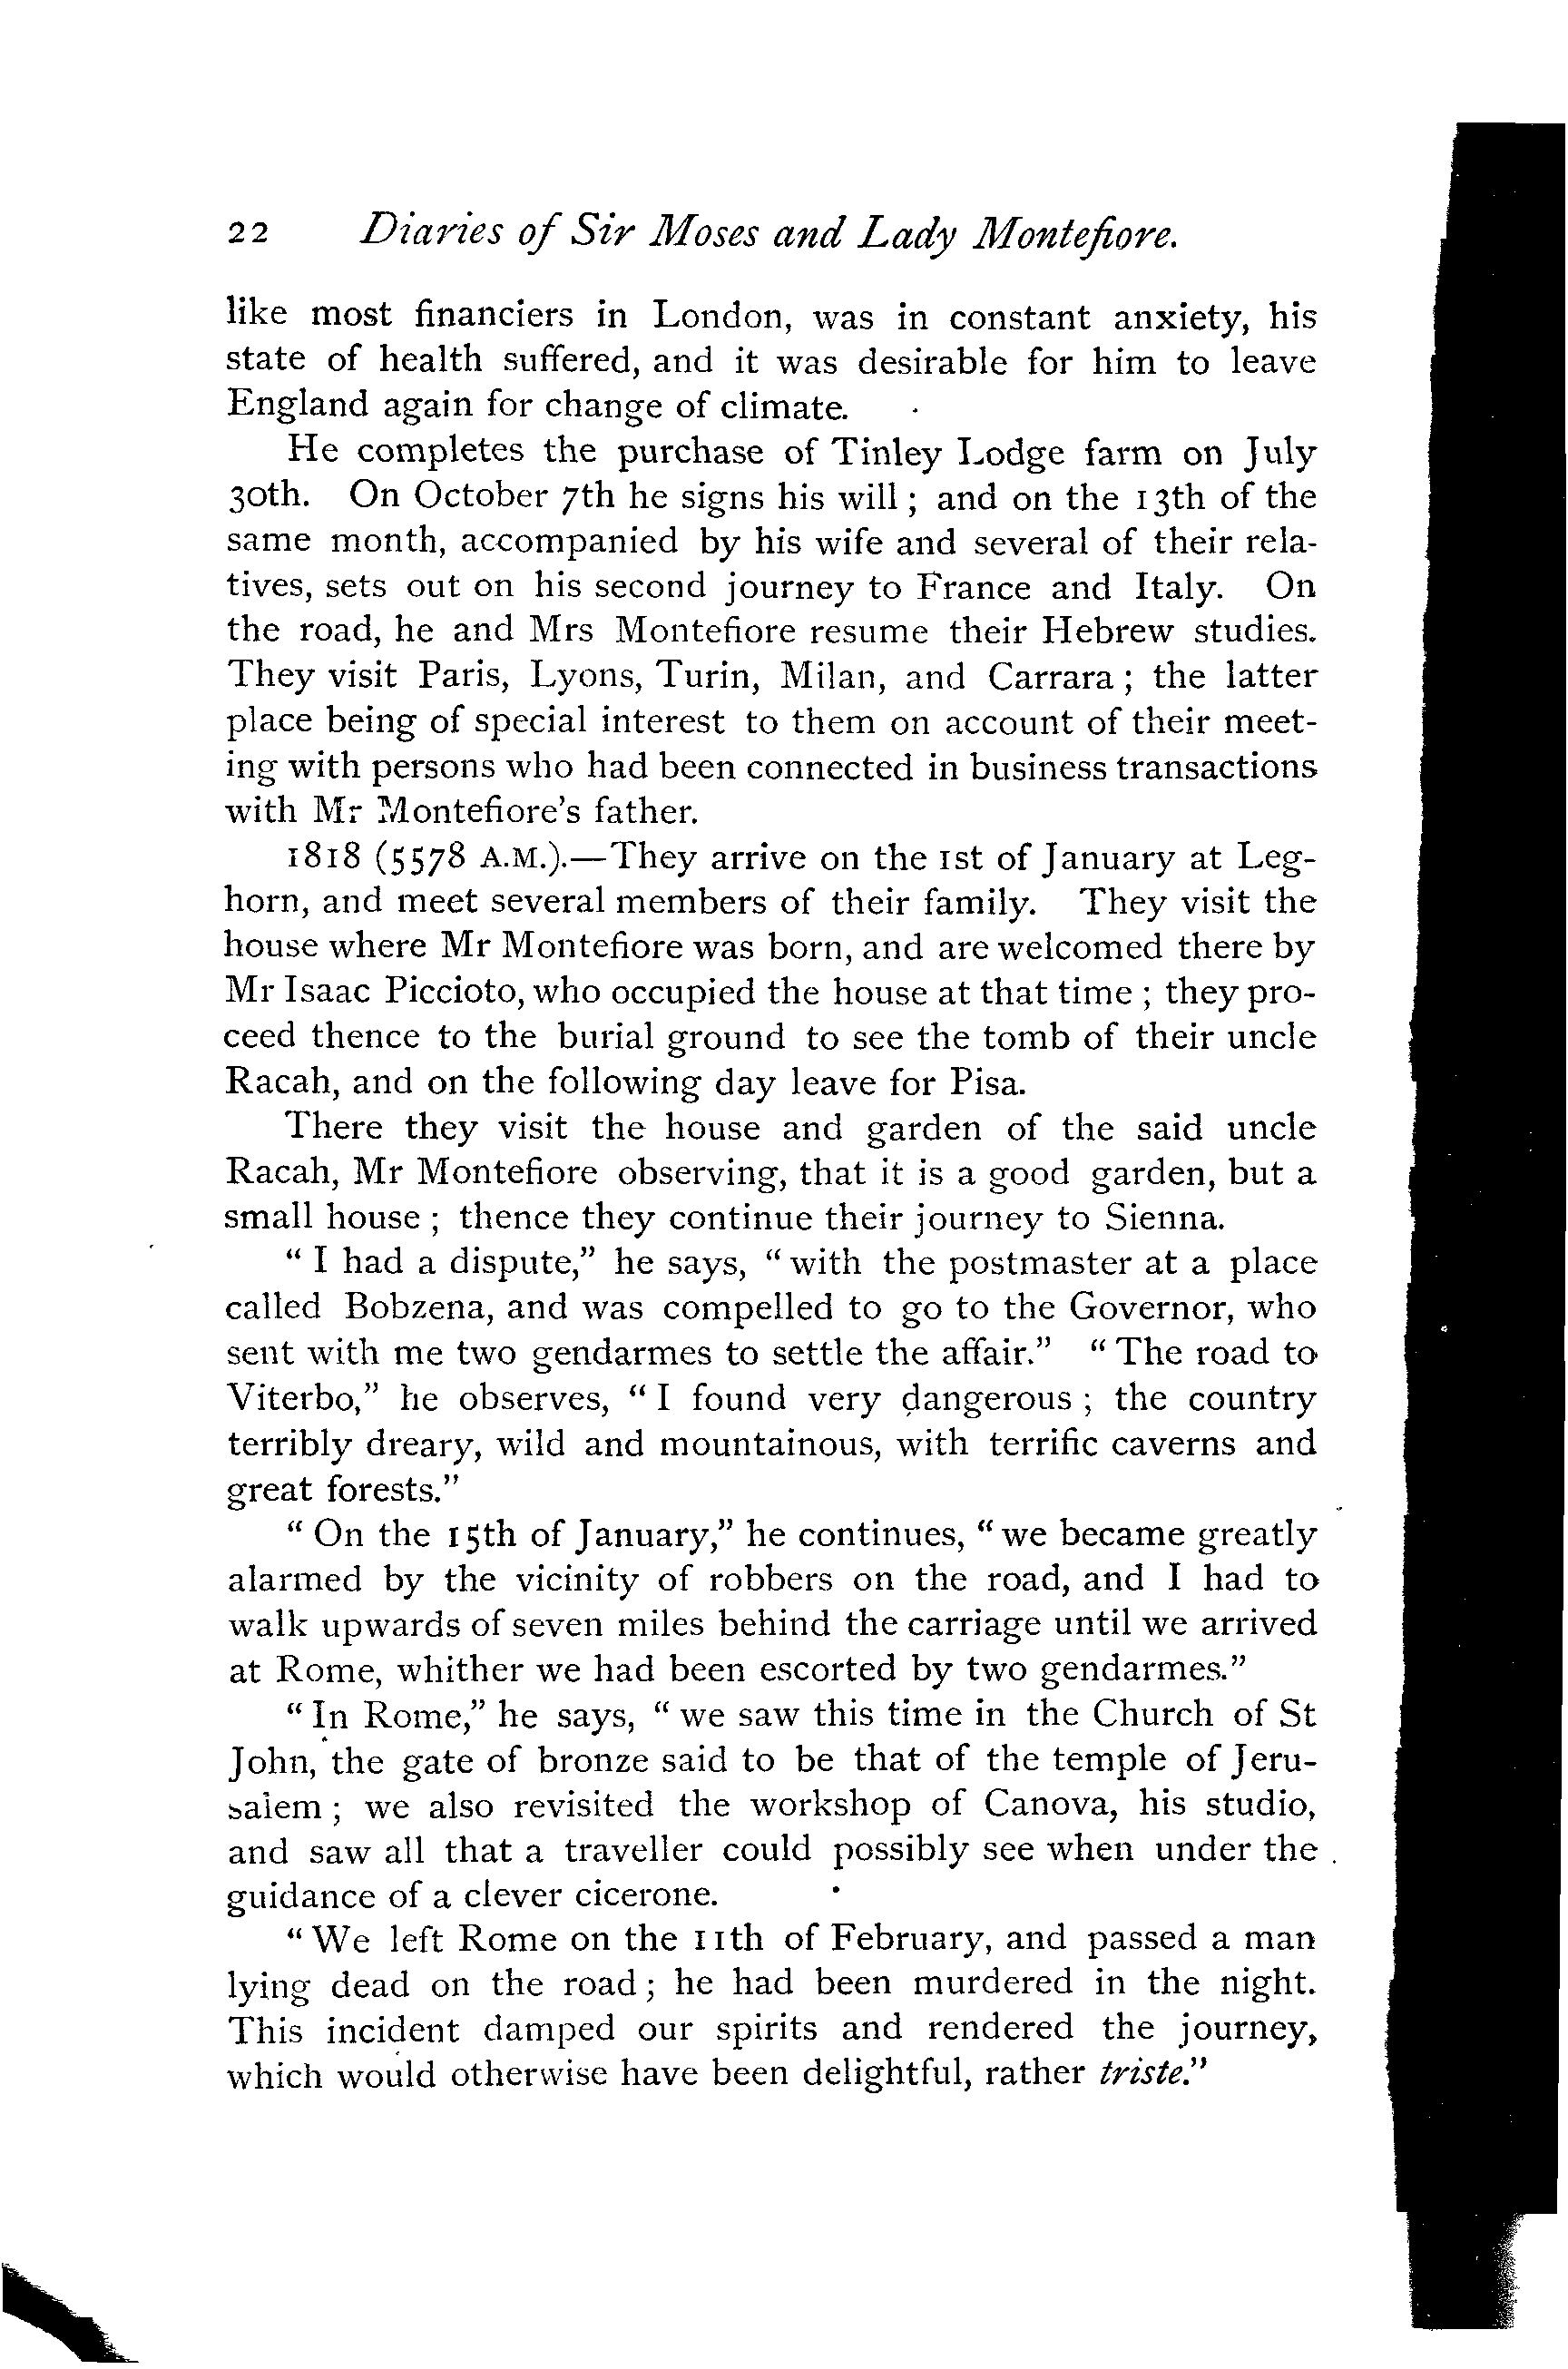 22 Diaries of Sir Moses and Lady Montefiore.
like most financiers in London, was in constant anxiety, his
state of health suffered, and it was desirable for him to leave
England again for change of climate.
He completes the purchase of Tinley Lodge farm on July
30th. On October 7th he signs his will; and on the 13th of the
same month, accompanied by his wife and several of their rela-
tives, sets out on his second journey to France and Italy. On
the road, he and Mrs Montefiore resume their Hebrew studies.
They visit Paris, Lyons, Turin, Milan, and Carrara; the latter
place being of special interest to them on account of their meet-
ing with persons who had been connected in business transactions
with Mr Montefiore's father.
1818 (5578 A.M.).—They arrive on the 1st of January at Leg-
horn, and meet several members of their family. They visit the
house where Mr Montefiore was born, and are welcomed there by
Mr Isaac Piccioto, who occupied the house at that time; they pro-
ceed thence to the burial ground to see the tomb of their uncle
Racah, and on the following day leave for Pisa.
There they visit the house and garden of the said uncle
Racah, Mr Montefiore observing, that it is a good garden, but a
small house; thence they continue their journey to Sienna.
"I had a dispute," he says, "with the postmaster at a place
called Bobzena, and was compelled to go to the Governor, who
sent with me two gendarmes to settle the affair." "The road to
Viterbo," he observes, "I found very dangerous; the country
terribly dreary, wild and mountainous, with terrific caverns and
great forests."
"On the 15th of January," he continues, "we became greatly
alarmed by the vicinity of robbers on the road, and I had to
walk upwards of seven miles behind the carriage until we arrived
at Rome, whither we had been escorted by two gendarmes."
"In Rome," he says, "we saw this time in the Church of St
John, the gate of bronze said to be that of the temple of Jeru-
salem; we also revisited the workshop of Canova, his studio,
and saw all that a traveller could possibly see when under the
guidance of a clever cicerone.
"We left Rome on the 11th of February, and passed a man
lying dead on the road; he had been murdered in the night.
This incident damped our spirits and rendered the journey,
which would otherwise have been delightful, rather triste."